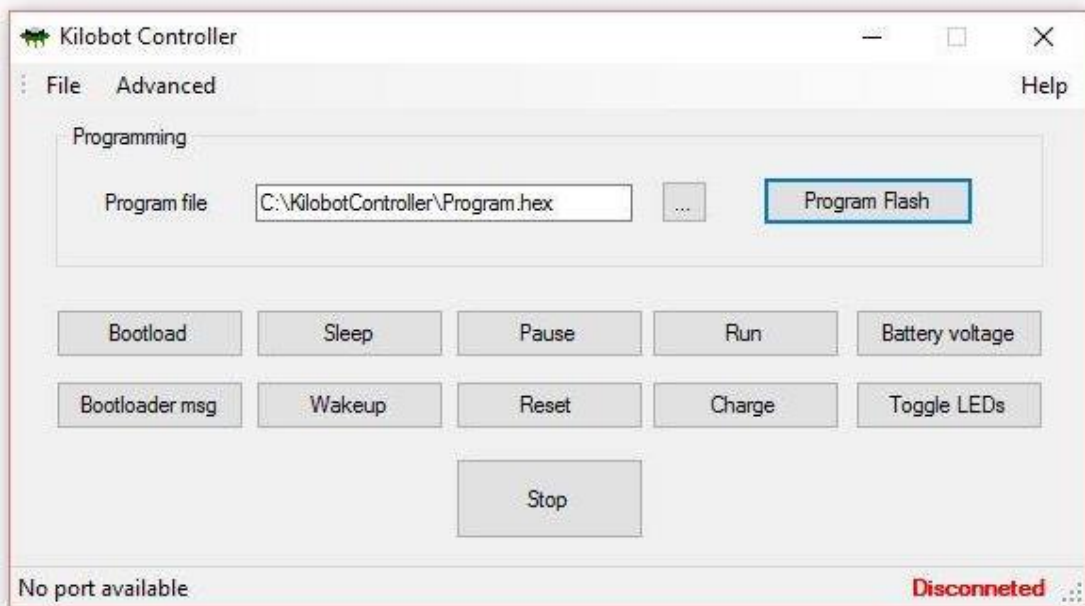 Kilobot Controller
File Advanced Help
Programming
Program file C:\KilobotController\Program.hex ... Program Flash
Bootload Sleep Pause Run Battery voltage
Bootloader msg Wakeup Reset Charge Toggle LEDs
Stop
No port available Disconneted